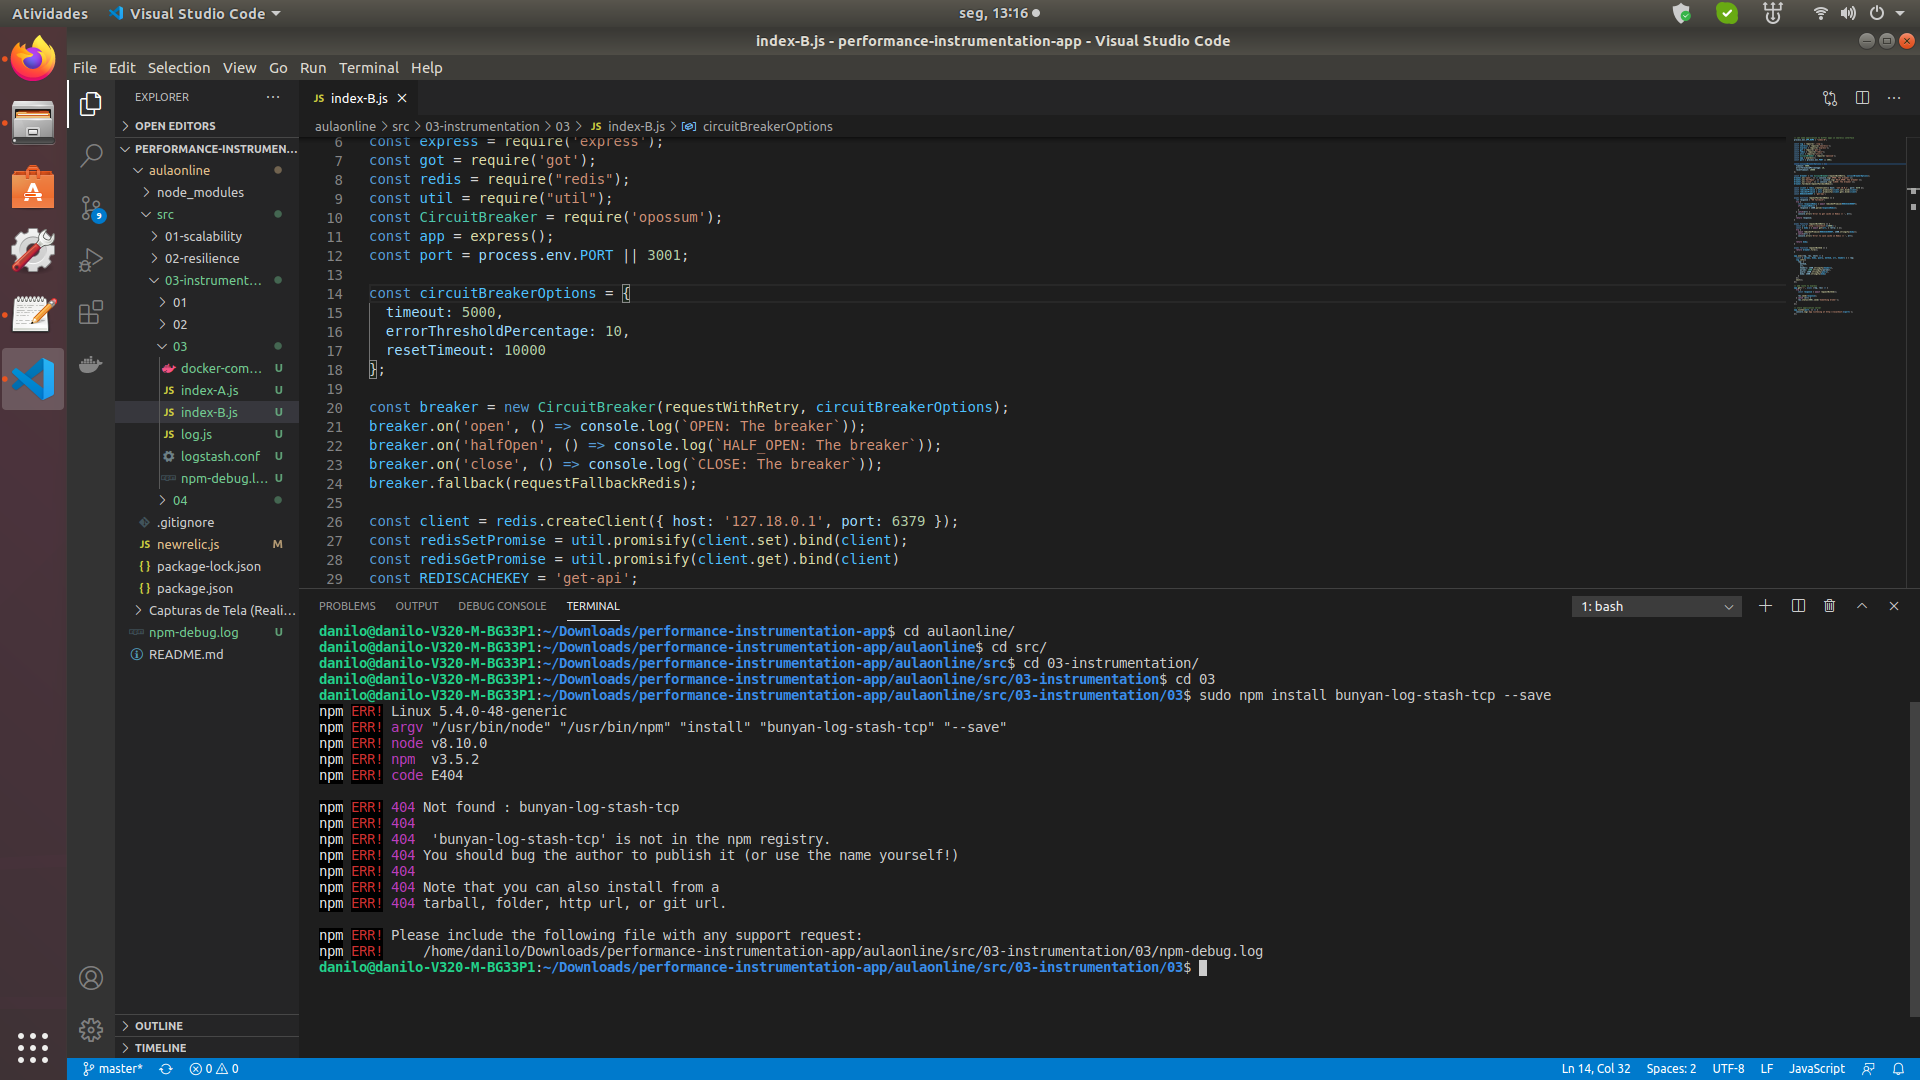 Atividades
Visual Studio Code
seg, 13:16
index-B.js - performance-instrumentation-app - Visual Studio Code
File Edit Selection View Go Run Terminal Help
EXPLORER
OPEN EDITORS
PERFORMANCE-INSTRUMEN...
aulaonline
node_modules
src
01-scalability
02-resilience
03-instrument...
01
02
03
docker-com... U
index-A.js U
index-B.js U
log.js U
logstash.conf U
npm-debug.l... U
04
.gitignore
newrelic.js M
package-lock.json
package.json
Capturas de Tela (Reali...
npm-debug.log U
README.md
OUTLINE
TIMELINE
9
JS index-B.js
aulaonline > src > 03-instrumentation > 03 > JS index-B.js > circuitBreakerOptions
6 const express = require('express');
7 const got = require('got');
8 const redis = require("redis");
9 const util = require("util");
10 const CircuitBreaker = require('opossum');
11 const app = express();
12 const port = process.env.PORT || 3001;
13
14 const circuitBreakerOptions = {
15 timeout: 5000,
16 errorThresholdPercentage: 10,
17 resetTimeout: 10000
18 };
19
20 const breaker = new CircuitBreaker(requestWithRetry, circuitBreakerOptions);
21 breaker.on('open', () => console.log(`OPEN: The breaker`));
22 breaker.on('halfOpen', () => console.log(`HALF_OPEN: The breaker`));
23 breaker.on('close', () => console.log(`CLOSE: The breaker`));
24 breaker.fallback(requestFallbackRedis);
25
26 const client = redis.createClient({ host: '127.18.0.1', port: 6379 });
27 const redisSetPromise = util.promisify(client.set).bind(client);
28 const redisGetPromise = util.promisify(client.get).bind(client)
29 const REDISCACHEKEY = 'get-api';
PROBLEMS OUTPUT DEBUG CONSOLE TERMINAL
1: bash
danilo@danilo-V320-M-BG33P1:~/Downloads/performance-instrumentation-app$ cd aulaonline/
danilo@danilo-V320-M-BG33P1:~/Downloads/performance-instrumentation-app/aulaonline$ cd src/
danilo@danilo-V320-M-BG33P1:~/Downloads/performance-instrumentation-app/aulaonline/src$ cd 03-instrumentation/
danilo@danilo-V320-M-BG33P1:~/Downloads/performance-instrumentation-app/aulaonline/src/03-instrumentation$ cd 03
danilo@danilo-V320-M-BG33P1:~/Downloads/performance-instrumentation-app/aulaonline/src/03-instrumentation/03$ sudo npm install bunyan-log-stash-tcp --save
npm ERR! Linux 5.4.0-48-generic
npm ERR! argv "/usr/bin/node" "/usr/bin/npm" "install" "bunyan-log-stash-tcp" "--save"
npm ERR! node v8.10.0
npm ERR! npm v3.5.2
npm ERR! code E404
npm ERR! 404 Not found : bunyan-log-stash-tcp
npm ERR! 404
npm ERR! 404 'bunyan-log-stash-tcp' is not in the npm registry.
npm ERR! 404 You should bug the author to publish it (or use the name yourself!)
npm ERR! 404
npm ERR! 404 Note that you can also install from a
npm ERR! 404 tarball, folder, http url, or git url.
npm ERR! Please include the following file with any support request:
npm ERR! /home/danilo/Downloads/performance-instrumentation-app/aulaonline/src/03-instrumentation/03/npm-debug.log
danilo@danilo-V320-M-BG33P1:~/Downloads/performance-instrumentation-app/aulaonline/src/03-instrumentation/03$
master* 0 0
Ln 14, Col 32 Spaces: 2 UTF-8 LF JavaScript